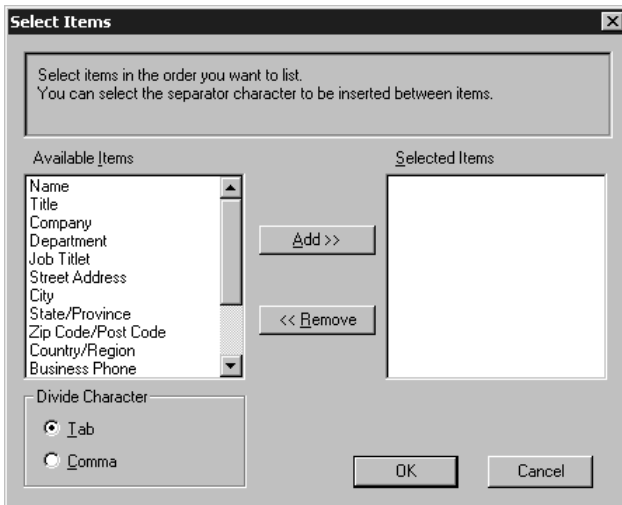 Select Items
Select items in the order you want to list.
You can select the separator character to be inserted between items.
Available Items
Selected Items
Name
Title
Company
Department
Job Titlet
Street Address
City
State/Province
Zip Code/Post Code
Country/Region
Business Phone
Add >>
<< Remove
Divide Character
Tab
Comma
OK
Cancel